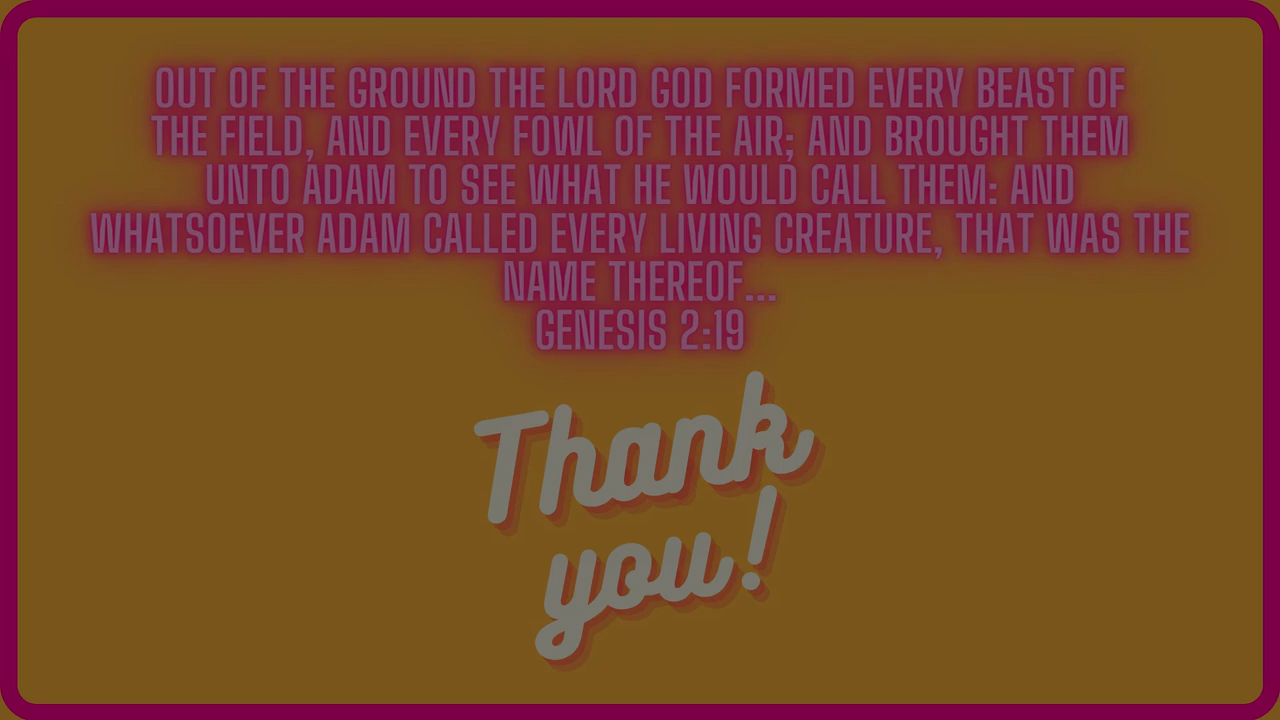 OUT OF THE GROUND THE LORD GOD FORMED EVERY BEAST OF
THE FIELD, AND EVERY FOWL OF THE AIR; AND BROUGHT THEM
UNTO ADAM TO SEE WHAT HE WOULD CALL THEM: AND
WHATSOEVER ADAM CALLED EVERY LIVING CREATURE, THAT WAS THE
NAME THEREOF...
GENESIS 2:19
Thank
you!